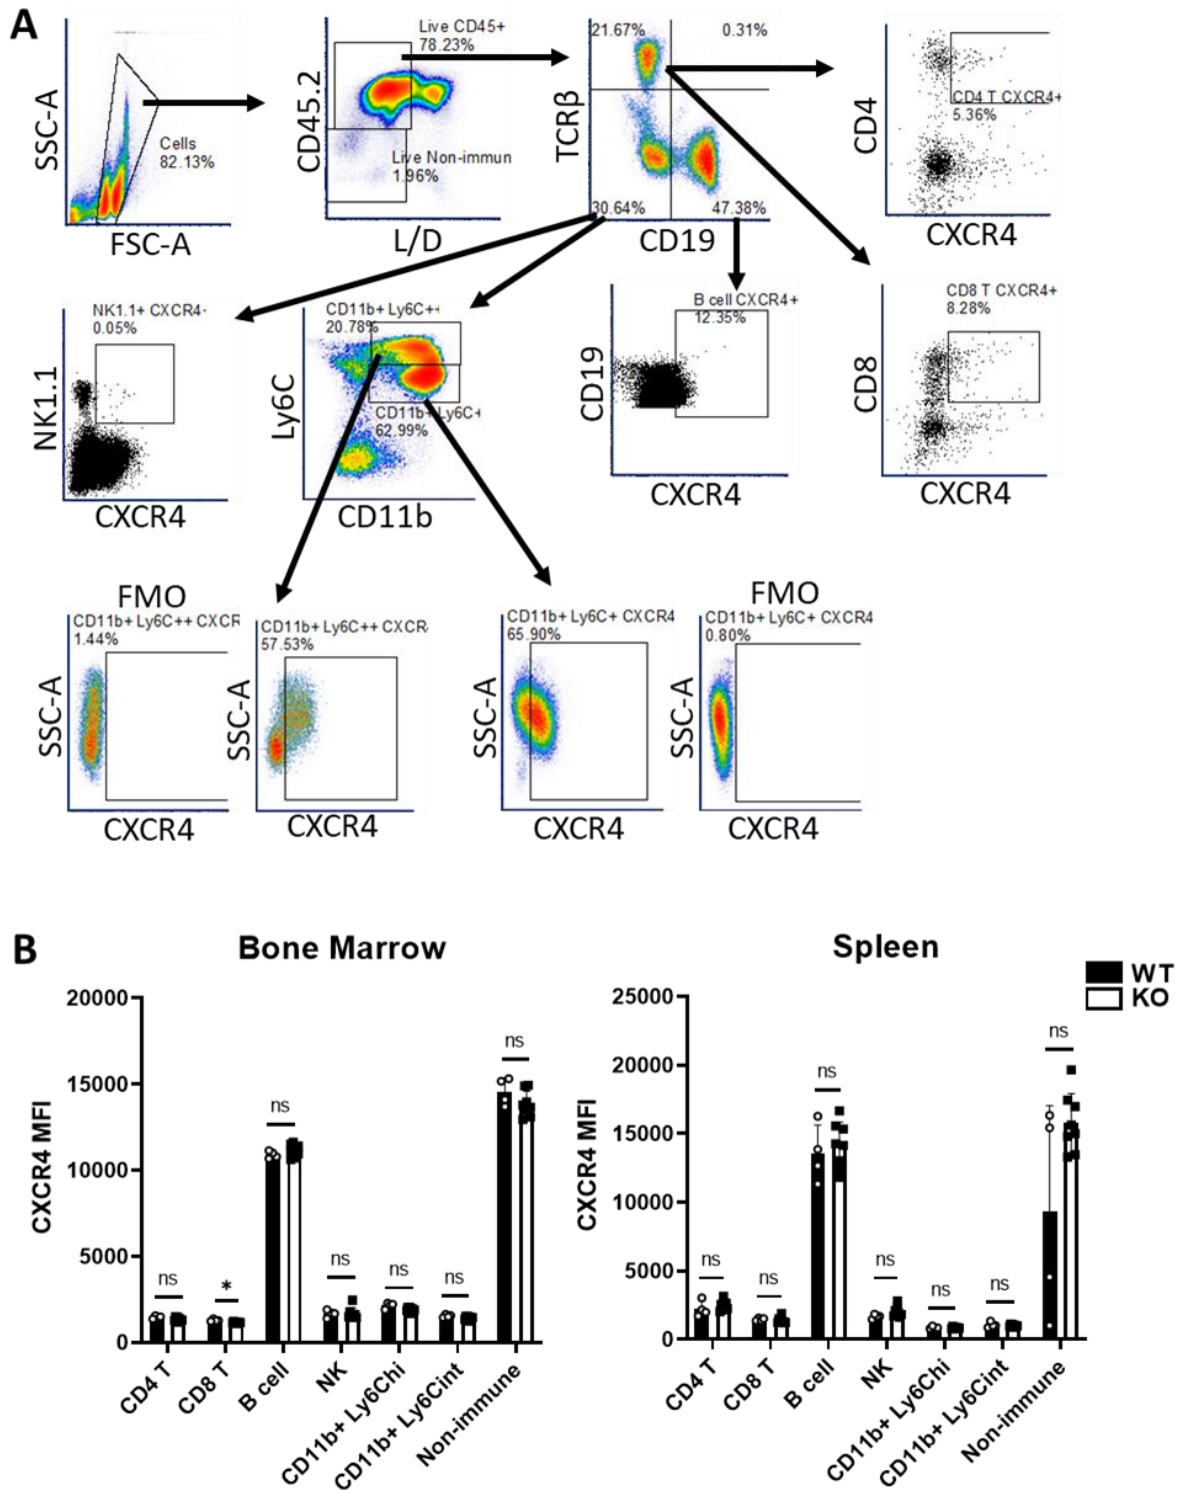 A
SSC-A
Cells
82.13%
FSC-A
CD45.2
Live CD45+
78.23%
Live Non-immun
1.96%
L/D
TCRβ
21.67%
0.31%
30.64%
47.38%
CD19
CD4
CD4 T CXCR4+
5.36%
CXCR4
NK1.1
NK1.1+ CXCR4-
0.05%
CXCR4
Ly6C
CD11b+ Ly6C++
20.78%
CD11b+ Ly6C+
62.99%
CD11b
CD19
B cell CXCR4+
12.35%
CXCR4
CD8
CD8 T CXCR4+
8.28%
CXCR4
FMO
CD11b+ Ly6C++ CXCR
1.44%
SSC-A
CXCR4
CD11b+ Ly6C++ CXCR
57.53%
SSC-A
CXCR4
CD11b+ Ly6C+ CXCR4
65.90%
SSC-A
CXCR4
FMO
CD11b+ Ly6C+ CXCR4
0.80%
SSC-A
CXCR4
B
Bone Marrow
CXCR4 MFI
20000
15000
10000
5000
0
ns
*
ns
ns
ns
ns
ns
CD4 T
CD8 T
B cell
NK
CD11b+ Ly6Chi
CD11b+ Ly6Cint
Non-immune
Spleen
CXCR4 MFI
25000
20000
15000
10000
5000
0
ns
ns
ns
ns
ns
ns
ns
CD4 T
CD8 T
B cell
NK
CD11b+ Ly6Chi
CD11b+ Ly6Cint
Non-immune
WT
KO